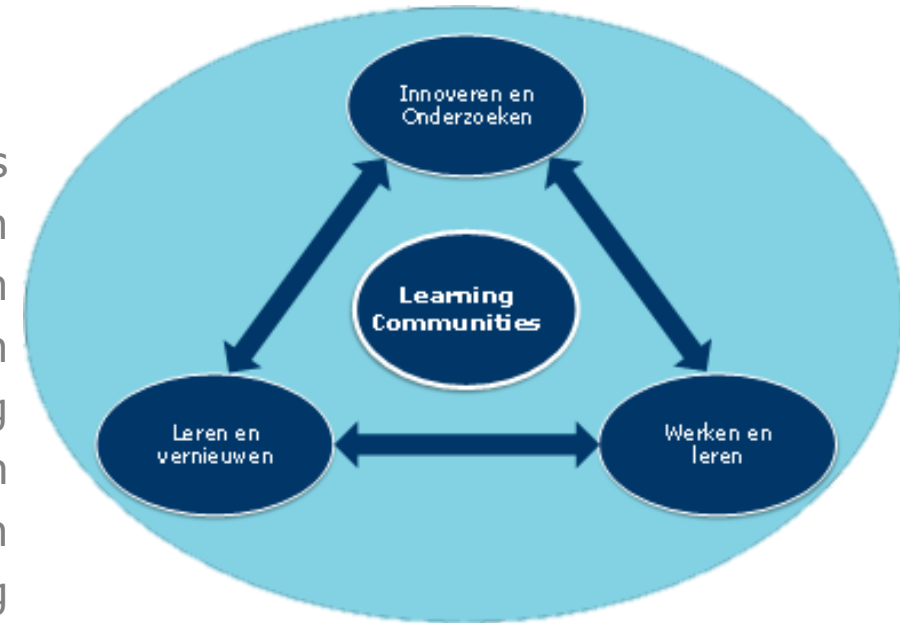 Innoveren en
Onderzoeken
Learning
Communities
Leren en
vernieuwen
Werken en
leren